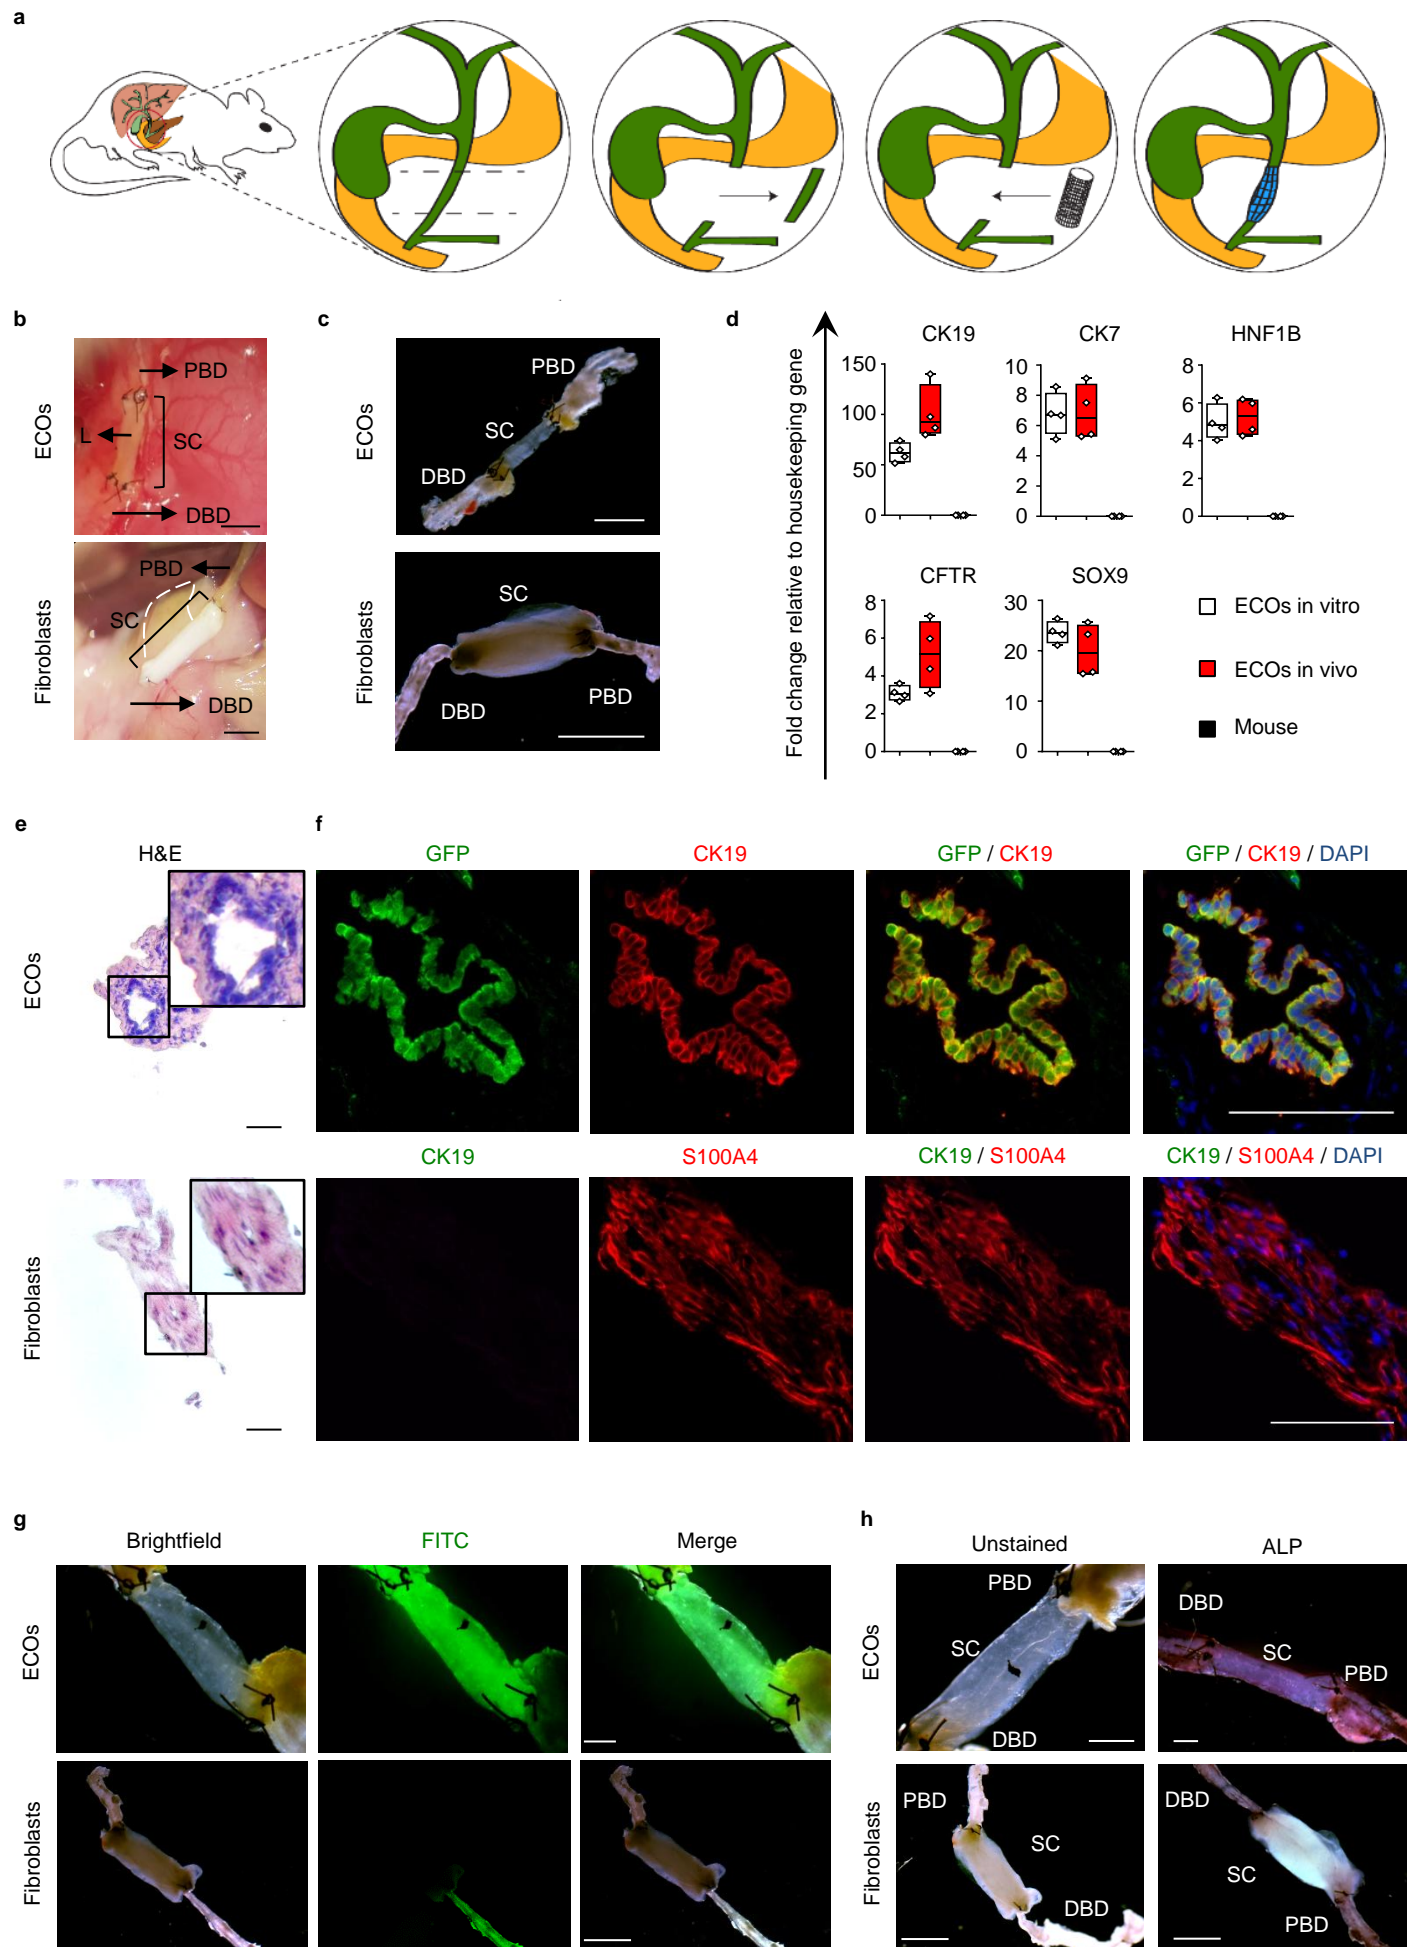 a
b
c
d
ECOs
PBD
L
SC
DBD
Fibroblasts
PBD
SC
DBD
ECOs
PBD
SC
DBD
Fibroblasts
SC
DBD
PBD
Fold change relative to housekeeping gene
CK19
150
100
50
0
CK7
10
8
6
4
2
0
HNF1B
8
6
4
2
0
CFTR
8
6
4
2
0
SOX9
30
20
10
0
ECOs in vitro
ECOs in vivo
Mouse
e
f
H&E
GFP
CK19
GFP / CK19
GFP / CK19 / DAPI
ECOs
CK19
S100A4
CK19 / S100A4
CK19 / S100A4 / DAPI
Fibroblasts
g
h
Brightfield
FITC
Merge
Unstained
ALP
ECOs
Fibroblasts
ECOs
PBD
SC
DBD
DBD
SC
PBD
Fibroblasts
PBD
SC
DBD
DBD
SC
PBD